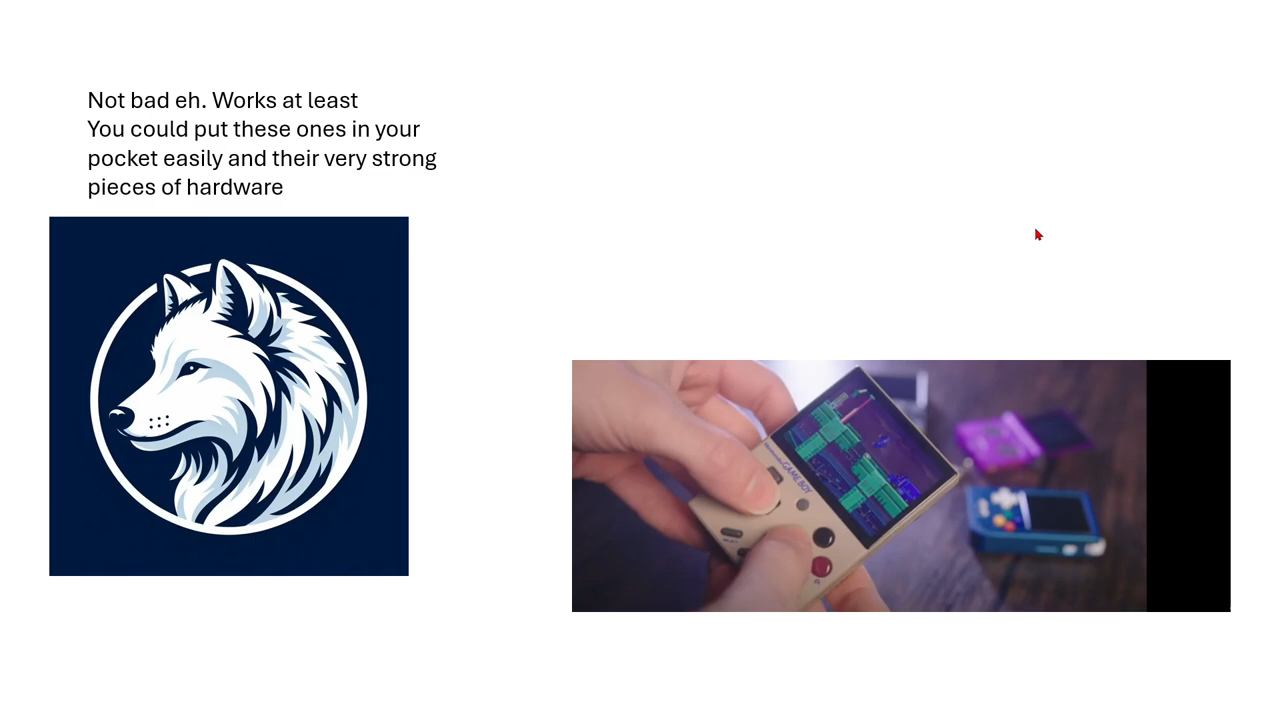 Not bad eh. Works at least
You could put these ones in your
pocket easily and their very strong
pieces of hardware
GAME BOY